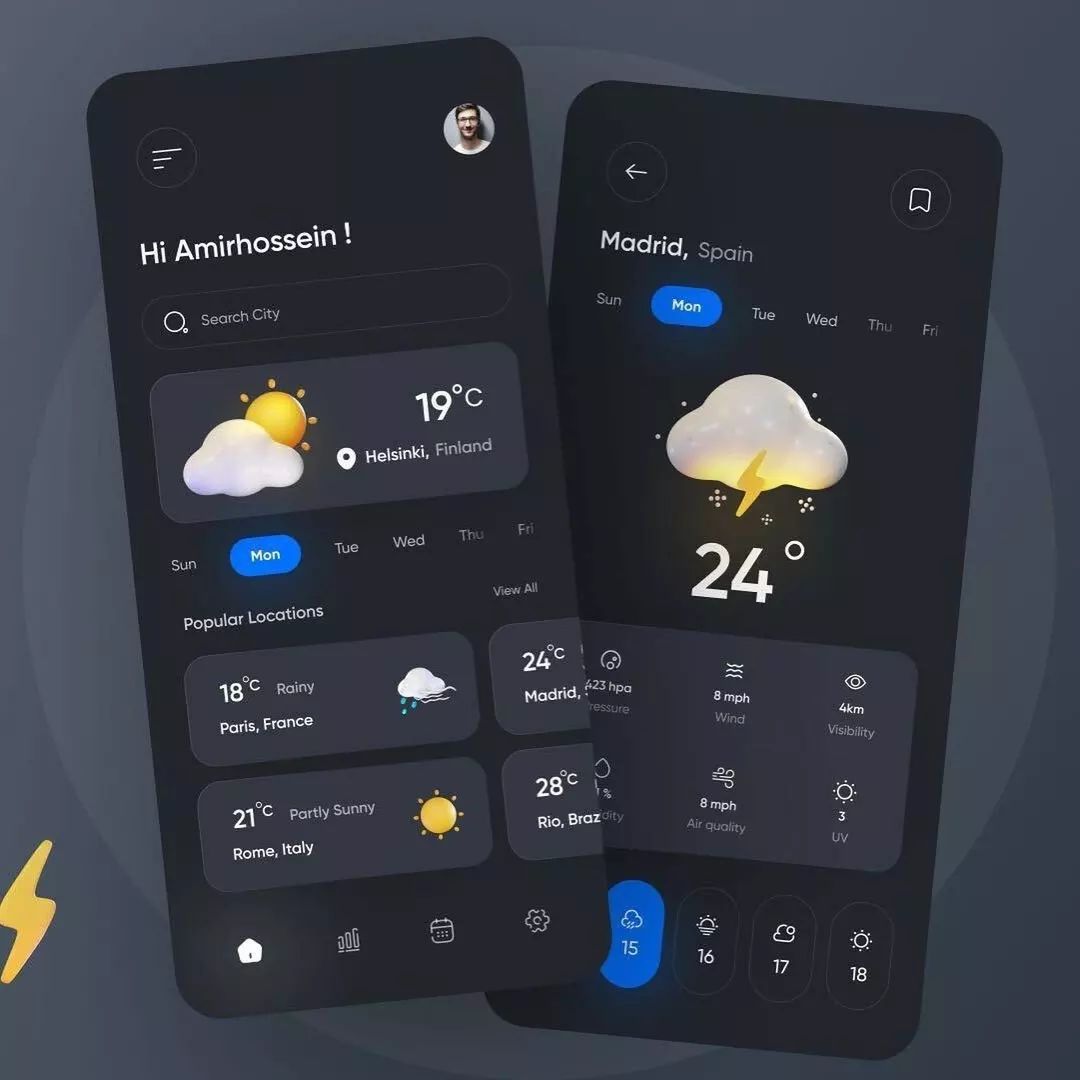 Hi Amirhossein !
Search City
19°C
Helsinki, Finland
Sun Mon Tue Wed Thu Fri
Popular Locations View All
18°C Rainy
Paris, France
24°C
Madrid,
21°C Partly Sunny
Rome, Italy
28°C
Rio, Braz
Madrid, Spain
Sun Mon Tue Wed Thu Fri
24°
423 hpa
8 mph
Wind
4km
Visibility
%
8 mph
Air quality
3
UV
15 16 17 18